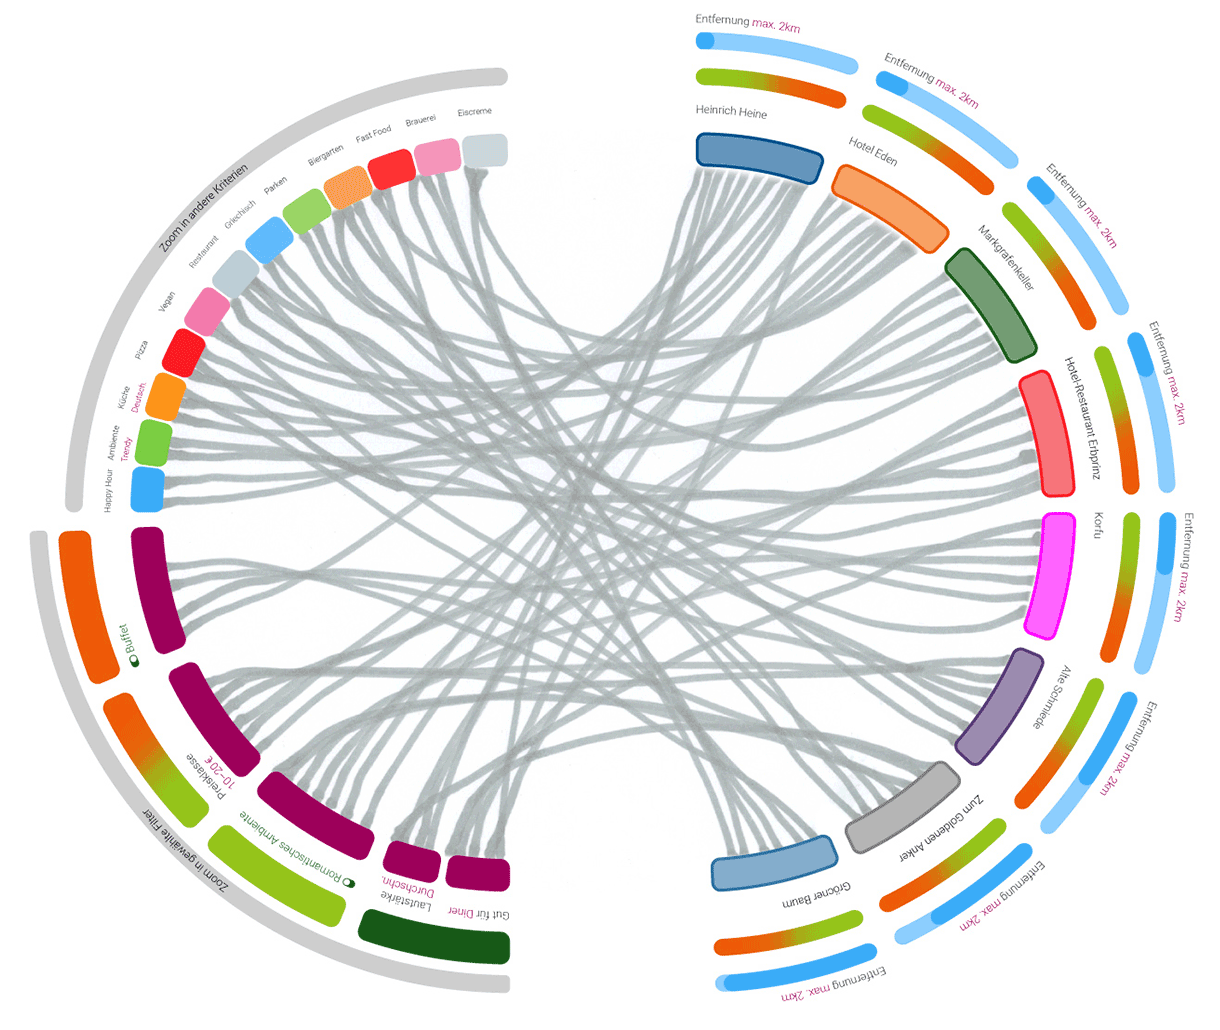 Entfernung max. 2km
Heinrich Heine
Entfernung max. 2km
Hotel Eden
Entfernung max. 2km
Markgrafenkeller
Entfernung max. 2km
Hotel-Restaurant Erbprinz
Entfernung max. 2km
Korfu
Entfernung max. 2km
Alte Schmiede
Entfernung max. 2km
Zum Goldenen Anker
Entfernung max. 2km
Gröcner Baum
Zoom in andere Kriterien
Eiscreme
Brauerei
Fast Food
Biergarten
Parken
Griechisch
Restaurant
Vegan
Pizza
Küche
Deutsch.
Ambiente
Trendy
Happy Hour
Buffet
Preisklasse
10–20 €
Romantisches Ambiente
Lautstärke
Durchschn.
Gut für Diner
Zoom in gewählte Filter